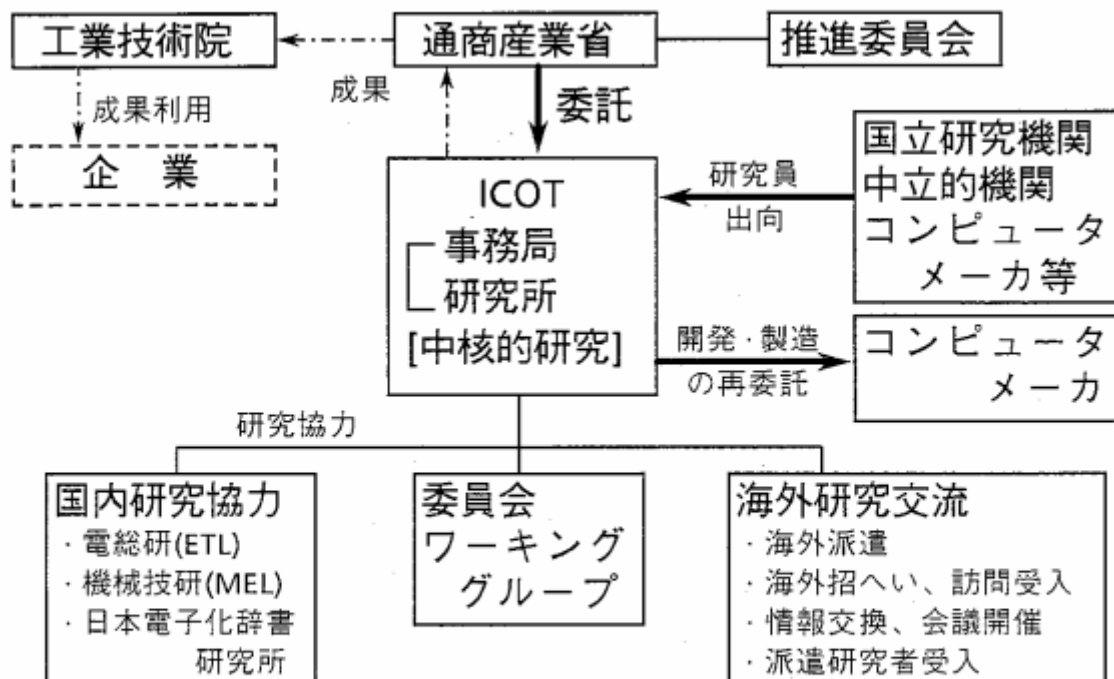 工業技術院
通商産業省
推進委員会
成果利用
成果
委託
企 業
国立研究機関
中立的機関
コンピュータ
メーカ等
研究員
出向
ICOT
事務局
研究所
[中核的研究]
開発・製造
の再委託
コンピュータ
メーカ
研究協力
国内研究協力
・電総研(ETL)
・機械技研(MEL)
・日本電子化辞書
研究所
委員会
ワーキング
グループ
海外研究交流
・海外派遣
・海外招へい、訪問受入
・情報交換、会議開催
・派遣研究者受入